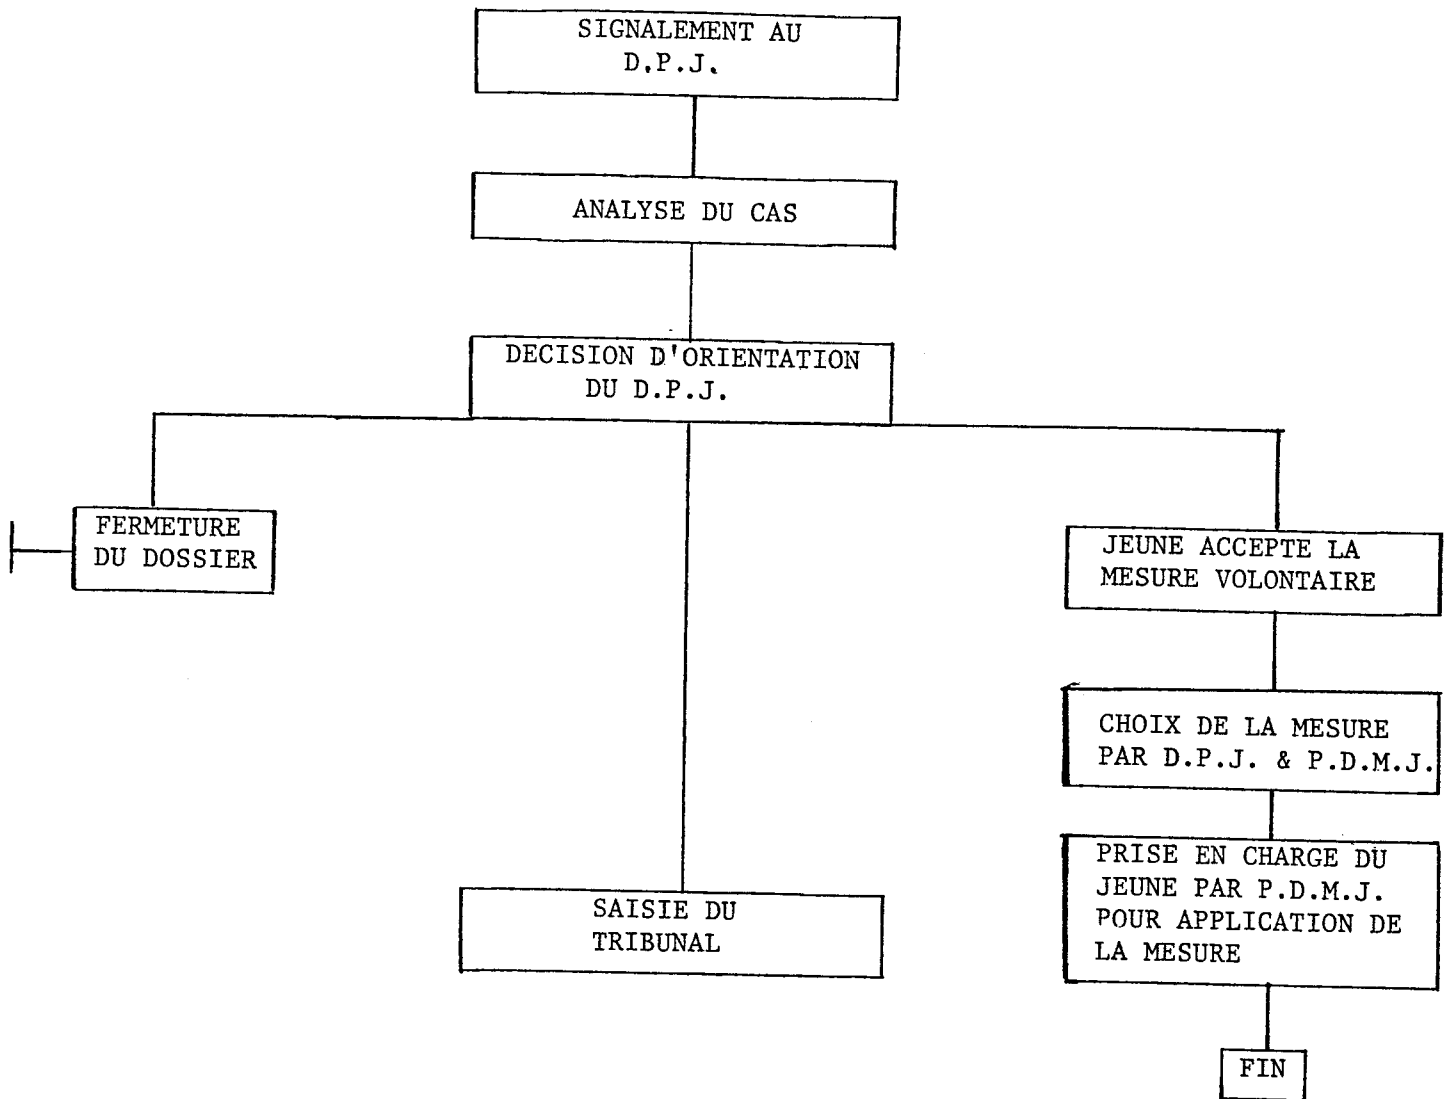 SIGNALEMENT AU
D.P.J.
ANALYSE DU CAS
DECISION D'ORIENTATION
DU D.P.J.
FERMETURE
DU DOSSIER
JEUNE ACCEPTE LA
MESURE VOLONTAIRE
CHOIX DE LA MESURE
PAR D.P.J. & P.D.M.J.
PRISE EN CHARGE DU
JEUNE PAR P.D.M.J.
POUR APPLICATION DE
LA MESURE
SAISIE DU
TRIBUNAL
FIN